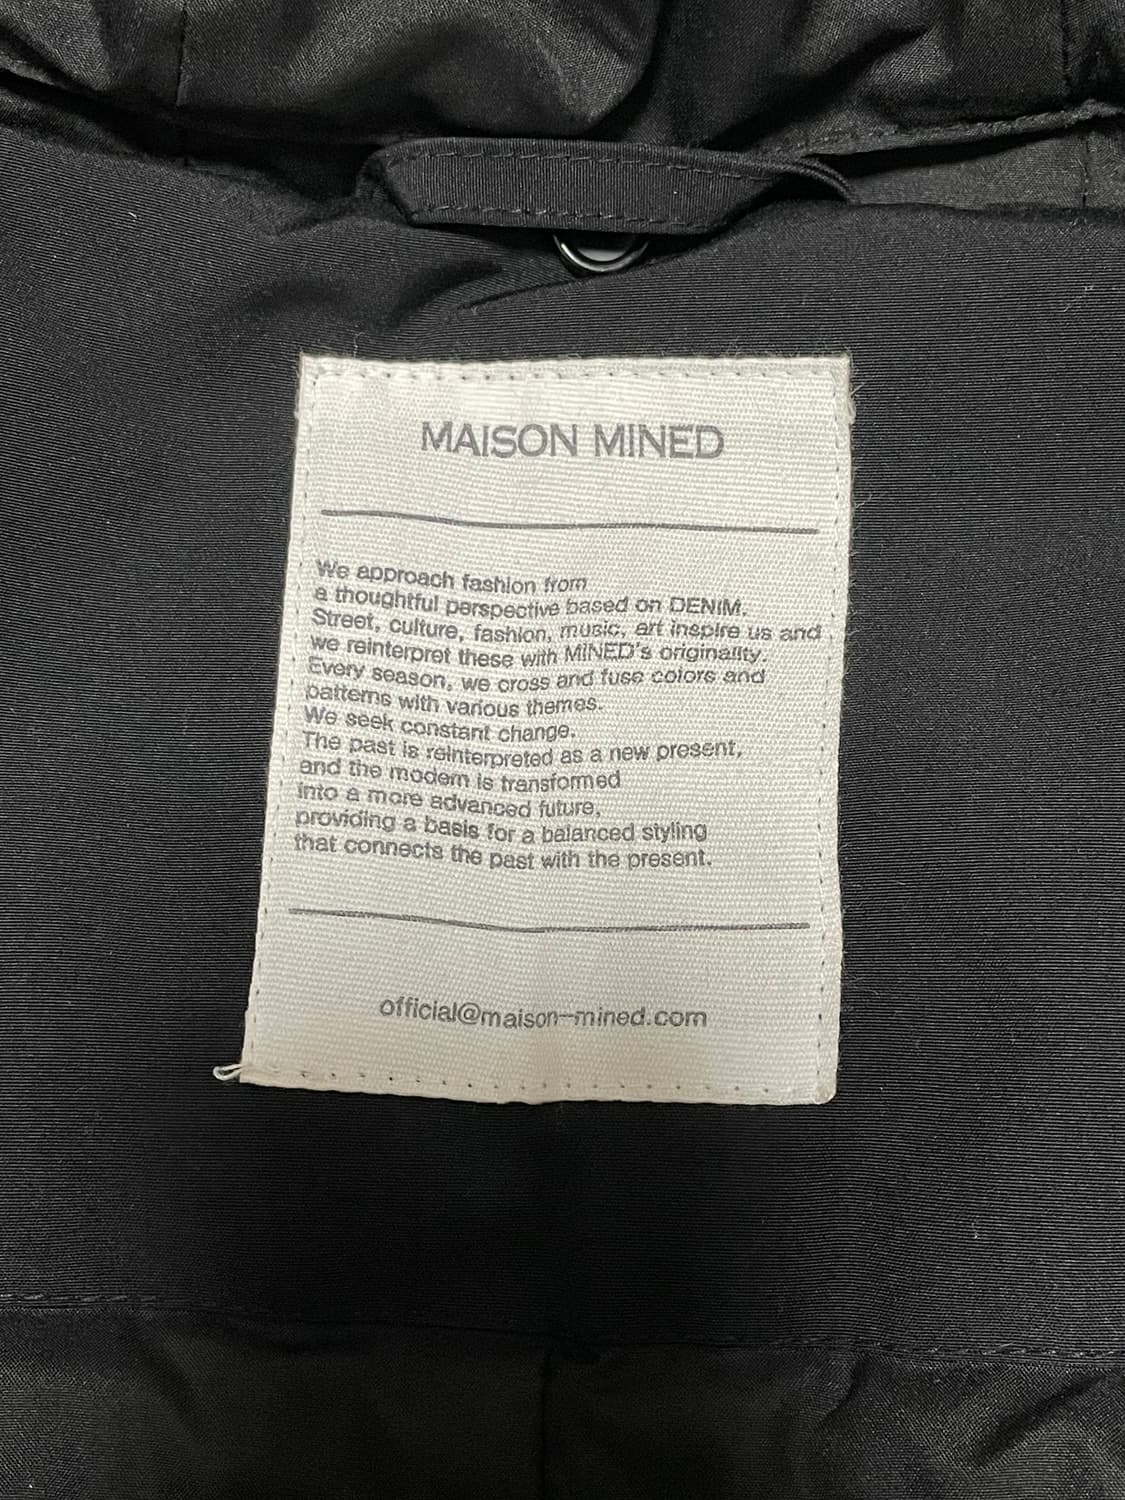 MAISON MINED
We approach fashion from
a thoughtful perspective based on DENIM.
Street, culture, fashion, music, art inspire us and
we reinterpret these with MINED's originality.
Every season, we cross and fuse colors and
patterns with various themes.
We seek constant change.
The past is reinterpreted as a new present,
and the modern is transformed
into a more advanced future,
providing a basis for a balanced styling
that connects the past with the present.
official@maison-mined.com